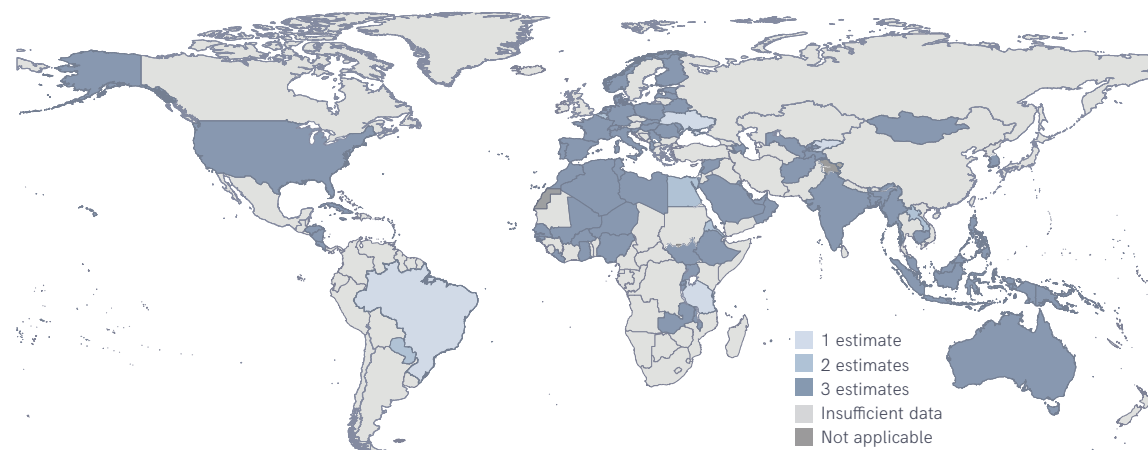 1 estimate
2 estimates
3 estimates
Insufficient data
Not applicable